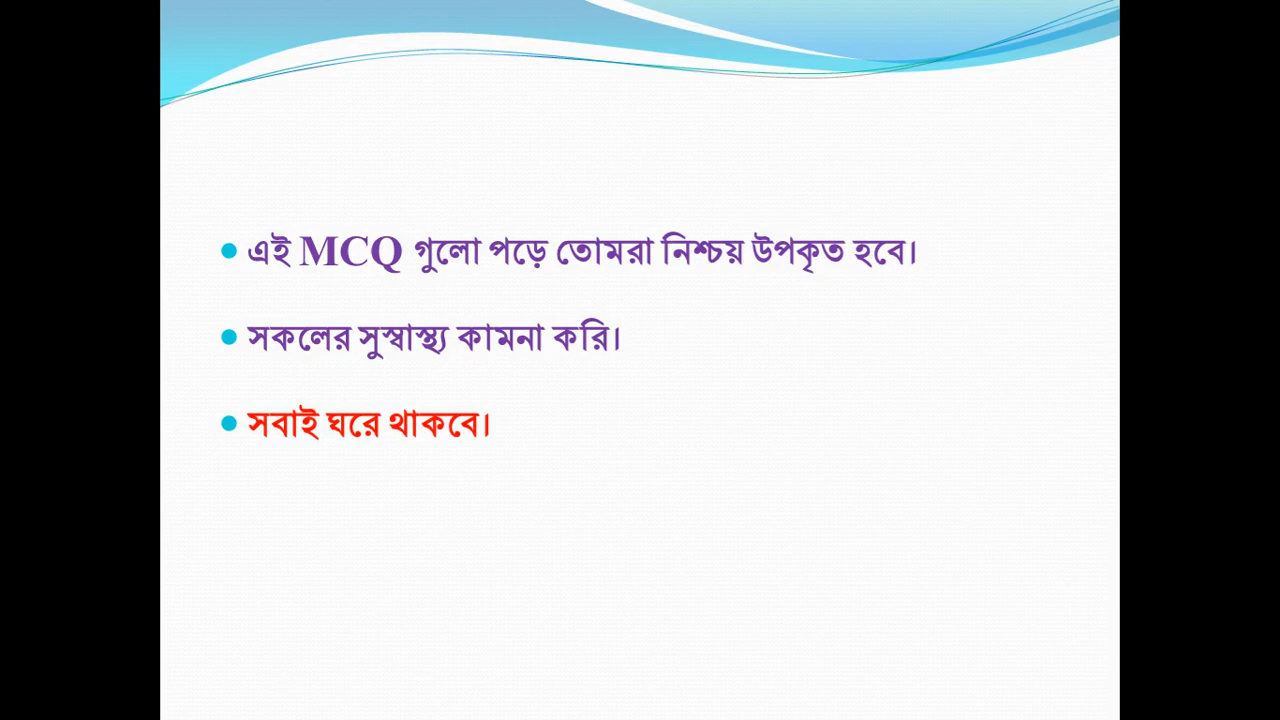 এই MCQ গুলো পড়ে তোমরা নিশ্চয় উপকৃত হবে।
সকলের সুস্বাস্থ্য কামনা করি।
সবাই ঘরে থাকবে।